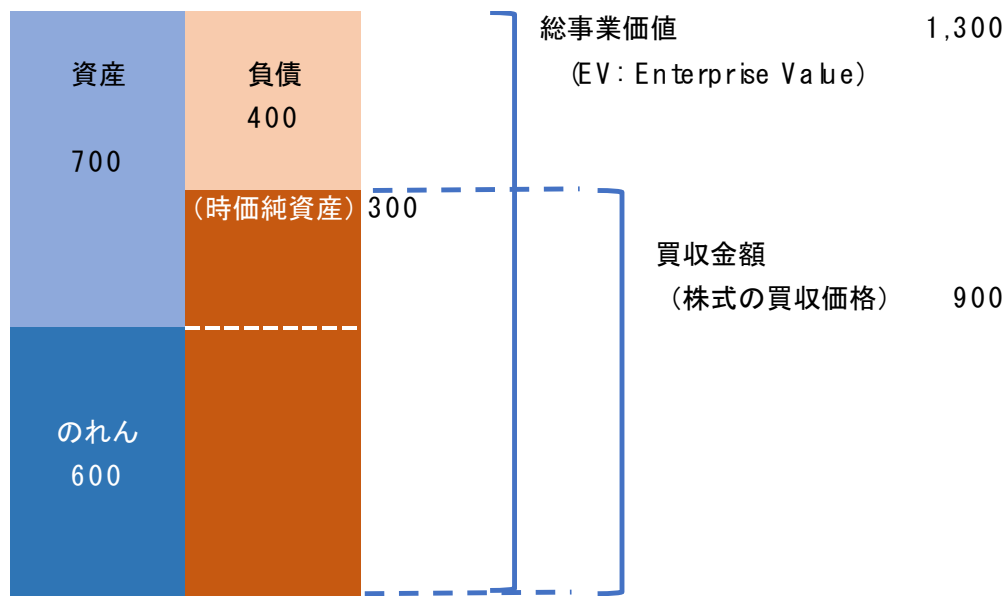 資産
700
負債
400
(時価純資産) 300
のれん
600
総事業価値 1,300
(EV:Enterprise Value)
買収金額
(株式の買収価格) 900